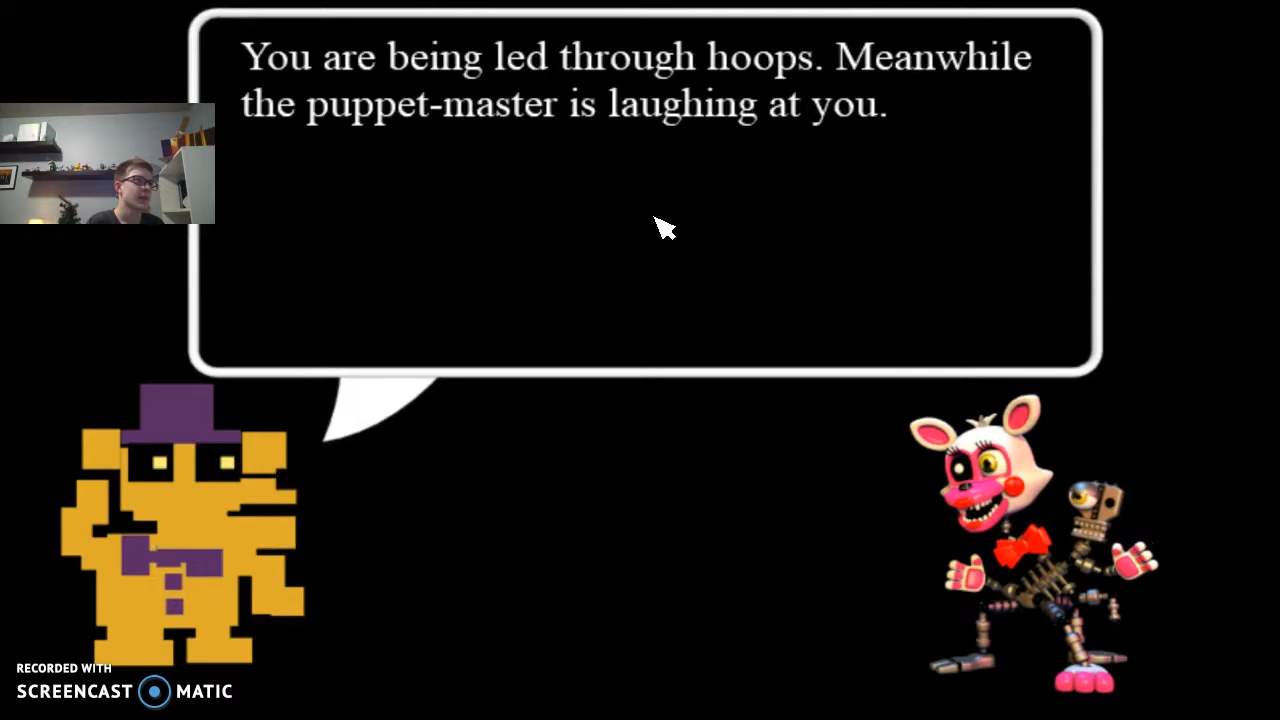 You are being led through hoops. Meanwhile
the puppet-master is laughing at you.
RECORDED WITH
SCREENCAST MATIC